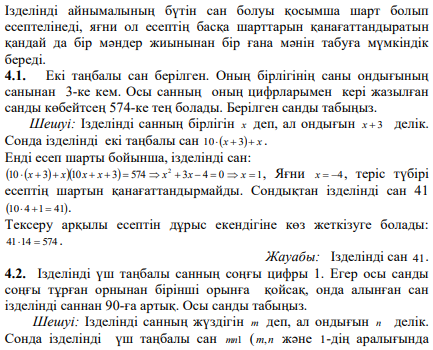 Ізделінді айнымалының бүтін сан болуы қосымша шарт болып
есептелінеді, яғни ол есептің басқа шарттарын қанағаттандыратын
қандай да бір мәндер жиынынан бір ғана мәнін табуға мүмкіндік
береді.
4.1. Екі таңбалы сан берілген. Оның бірлігінің саны ондығының
санынан 3-ке кем. Осы санның оның цифрларымен кері жазылған
санды көбейтсең 574-ке тең болады. Берілген санды табыңыз.
Шешуі: Ізделінді санның бірлігін x деп, ал ондығын x+3 делік.
Сонда ізделінді екі таңбалы сан 10·(x+3)+x.
Енді есеп шарты бойынша, ізделінді сан:
(10·(x+3)+x)(10x+x+3)=574⇒x²+3x−4=0⇒x=1, Яғни x=−4, теріс түбірі
есептің шартын қанағаттандырмайды. Сондықтан ізделінді сан 41
(10·4+1=41).
Тексеру арқылы есептің дұрыс екендігіне көз жеткізуге болады:
41·14=574.
Жауабы: Ізделінді сан 41.
4.2. Ізделінді үш таңбалы санның соңғы цифры 1. Егер осы санды
соңғы тұрған орнынан бірінші орынға қойсақ, онда алынған сан
ізделінді саннан 90-ға артық. Осы санды табыңыз.
Шешуі: Ізделінді санның жүздігін m деп, ал ондығын n делік.
Сонда ізделінді үш таңбалы сан mn1 (m,n және 1-дің аралығында